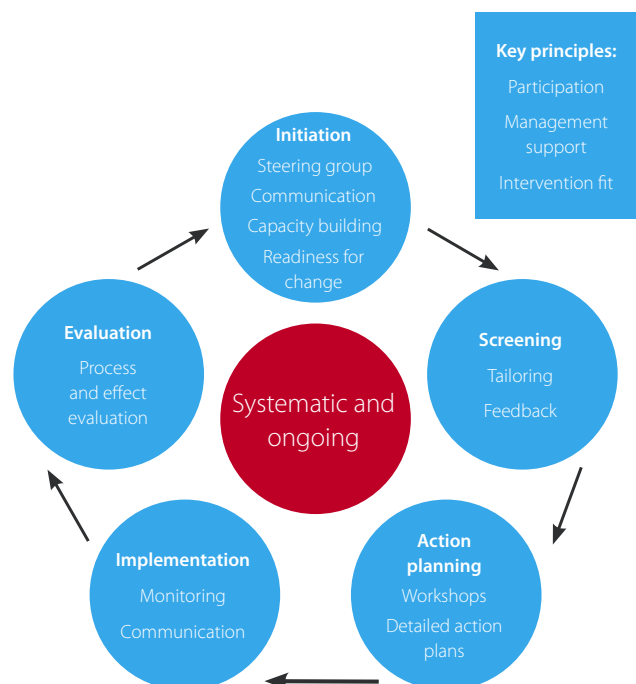 Key principles:
Participation
Management
support
Intervention fit
Initiation
Steering group
Communication
Capacity building
Readiness for
change
Screening
Tailoring
Feedback
Action
planning
Workshops
Detailed action
plans
Implementation
Monitoring
Communication
Evaluation
Process
and effect
evaluation
Systematic and
ongoing